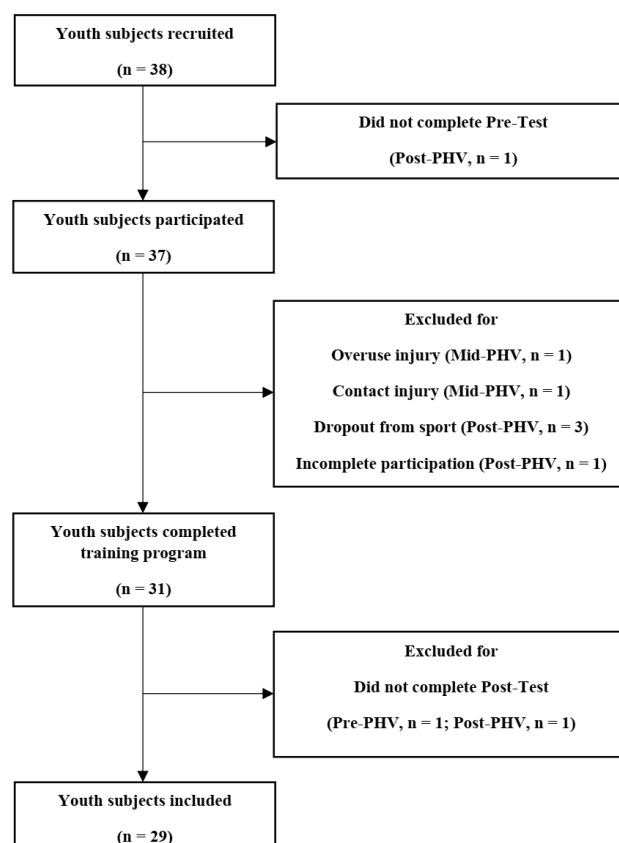 Youth subjects recruited
(n = 38)
Did not complete Pre-Test
(Post-PHV, n = 1)
Youth subjects participated
(n = 37)
Excluded for
Overuse injury (Mid-PHV, n = 1)
Contact injury (Mid-PHV, n = 1)
Dropout from sport (Post-PHV, n = 3)
Incomplete participation (Post-PHV, n = 1)
Youth subjects completed
training program
(n = 31)
Excluded for
Did not complete Post-Test
(Pre-PHV, n = 1; Post-PHV, n = 1)
Youth subjects included
(n = 29)